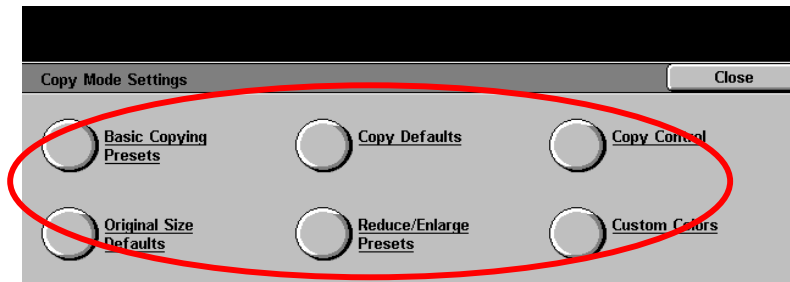 Copy Mode Settings
Close
Basic Copying
Presets
Copy Defaults
Copy Control
Original Size
Defaults
Reduce/Enlarge
Presets
Custom Colors